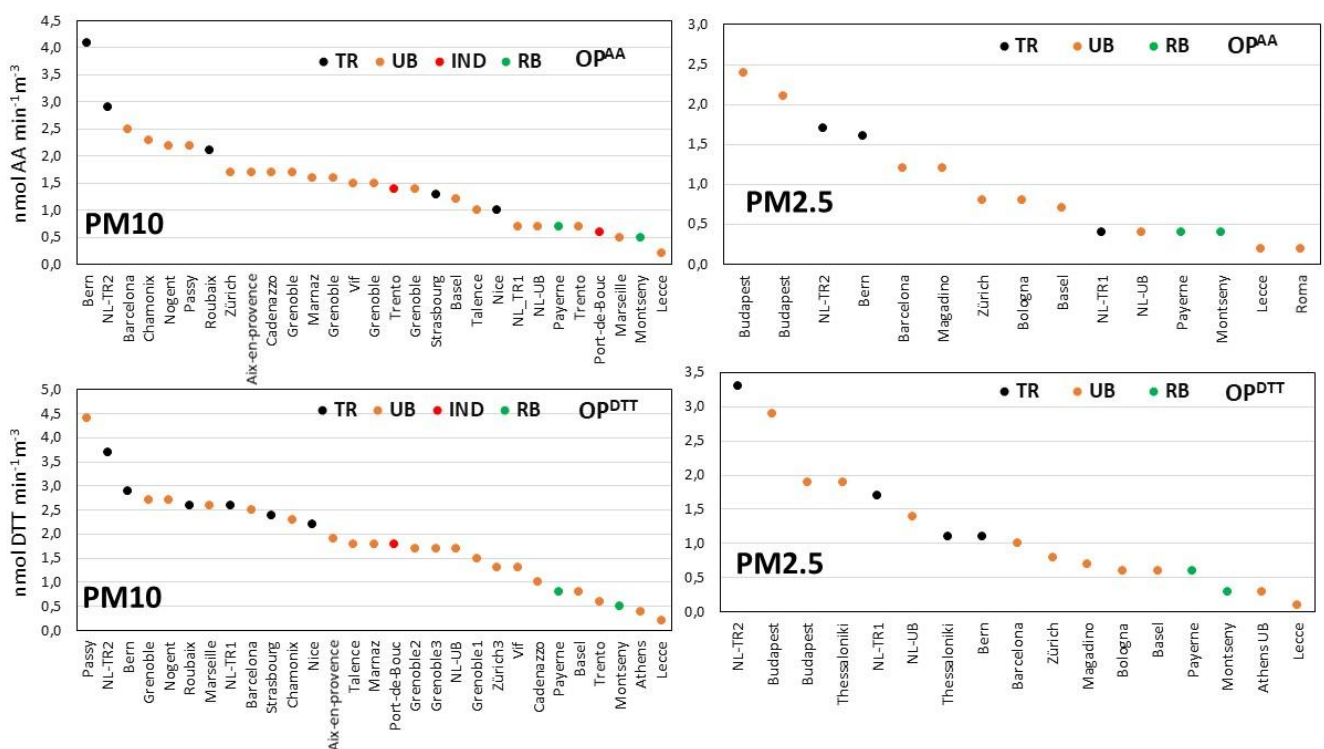 nmol AA min⁻¹m⁻³
4,5
4,0
3,5
3,0
2,5
2,0
1,5
1,0
0,5
0,0
TR UB IND RB OP^AA
PM10
Bern
NL-TR2
Barcelona
Chamonix
Nogent
Passy
Roubaix
Zürich
Aix-en-provence
Cadenazzo
Grenoble
Marnaz
Grenoble
Vif
Grenoble
Trento
Grenoble
Strasbourg
Basel
Talence
Nice
NL_TR1
NL-UB
Payerne
Trento
Port-de-Bouc
Marseille
Montseny
Lecce
3,0
2,5
2,0
1,5
1,0
0,5
0,0
TR UB RB OP^AA
PM2.5
Budapest
Budapest
NL-TR2
Bern
Barcelona
Magadino
Zürich
Bologna
Basel
NL-TR1
NL-UB
Payerne
Montseny
Lecce
Roma
nmol DTT min⁻¹m⁻³
5,0
4,5
4,0
3,5
3,0
2,5
2,0
1,5
1,0
0,5
0,0
TR UB IND RB OP^DTT
PM10
Passy
NL-TR2
Bern
Grenoble
Nogent
Roubaix
Marseille
NL-TR1
Barcelona
Strasbourg
Chamonix
Nice
Aix-en-provence
Talence
Marnaz
Port-de-Bouc
Grenoble2
Grenoble3
NL-UB
Grenoble1
Zürich3
Vif
Cadenazzo
Payerne
Basel
Trento
Montseny
Athens
Lecce
3,5
3,0
2,5
2,0
1,5
1,0
0,5
0,0
TR UB RB OP^DTT
PM2.5
NL-TR2
Budapest
Budapest
Thessaloniki
NL-TR1
NL-UB
Thessaloniki
Bern
Barcelona
Zürich
Magadino
Bologna
Basel
Payerne
Montseny
Athens UB
Lecce